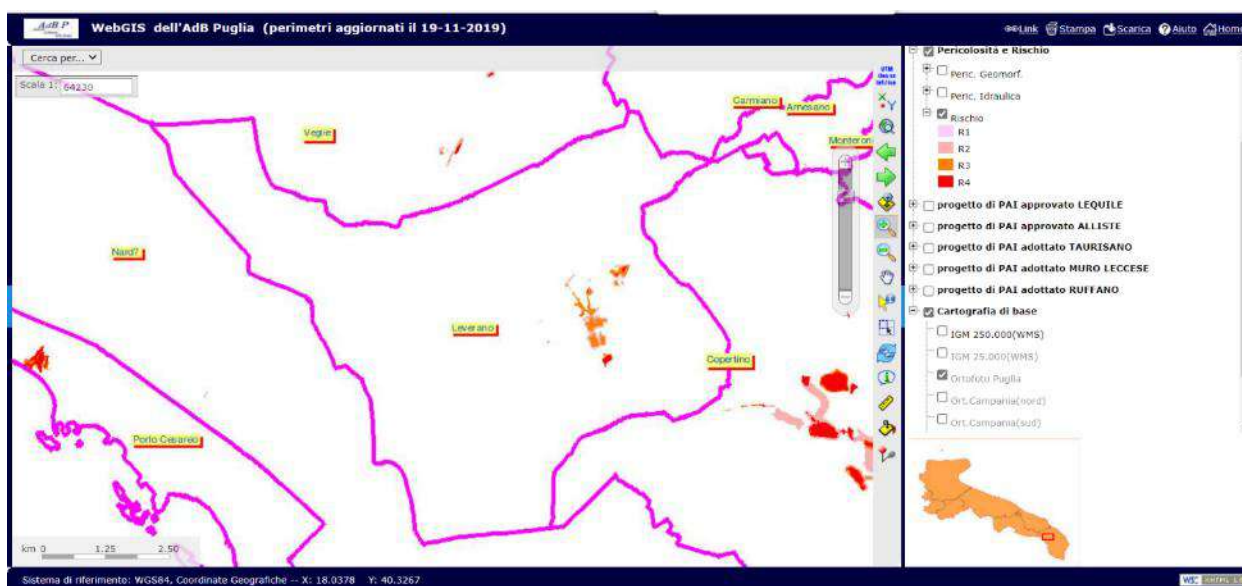 AdB P
WebGIS dell'AdB Puglia (perimetri aggiornati il 19-11-2019)
Link Stampa Scarica Aiuto Home
Cerca per...
Scala 1: 64230
Veglie
Carmiano
Arnesano
Monteron
Nard?
Leverano
Copertino
Porto Cesareo
km 0 1.25 2.50
UTM
Pericolosità e Rischio
Peric. Geomorf.
Peric. Idraulica
Rischio
R1
R2
R3
R4
progetto di PAI approvato LEQUILE
progetto di PAI approvato ALLISTE
progetto di PAI adottato TAURISANO
progetto di PAI adottato MURO LECCESE
progetto di PAI adottato RUFFANO
Cartografia di base
IGM 250.000(WMS)
IGM 25.000(WMS)
Ortofoto Puglia
Ort.Campania(nord)
Ort.Campania(sud)
Sistema di riferimento: WGS84, Coordinate Geografiche -- X: 18.0378 Y: 40.3267